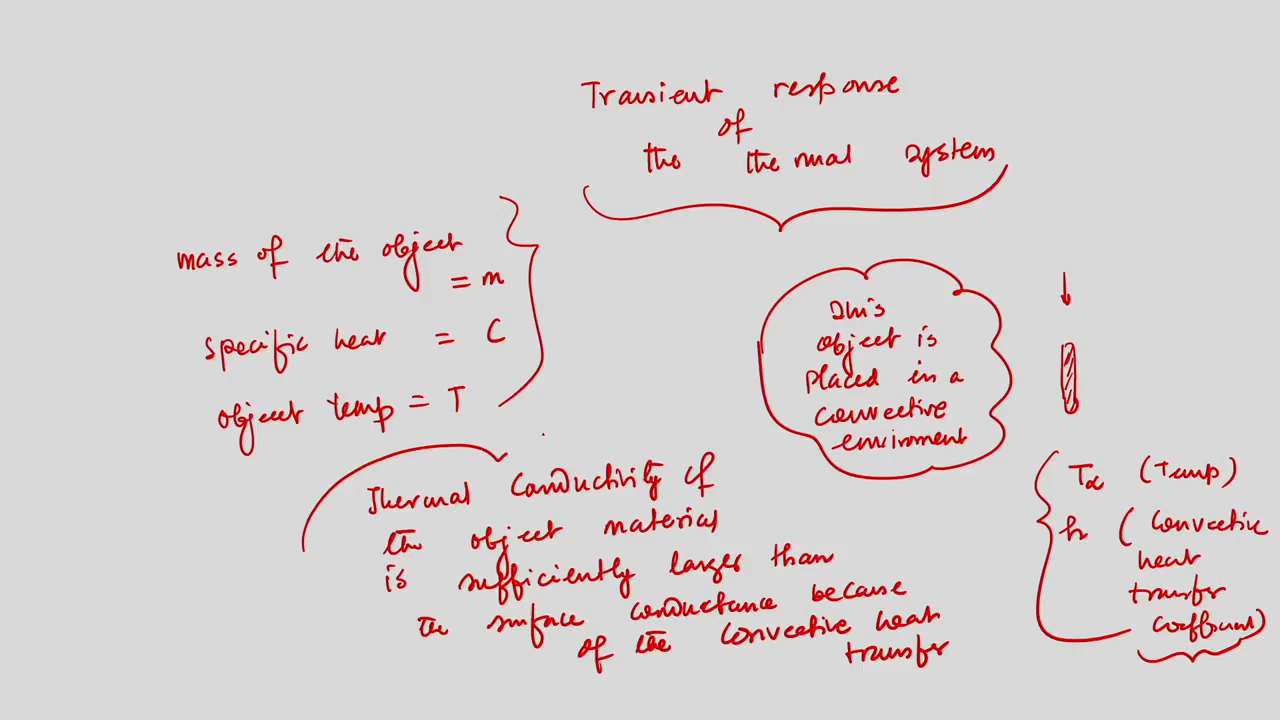 Transient response
of
the thermal system
mass of the object
= m
specific heat = C
object temp = T
This
object is
placed in a
convective
enviroment
Thermal Conductivity of
the object material
is sufficiently larger than
the surface conductance because
of the convective heat
transfer
T∞ (Temp)
h (convective
heat
transfer
coefficient)